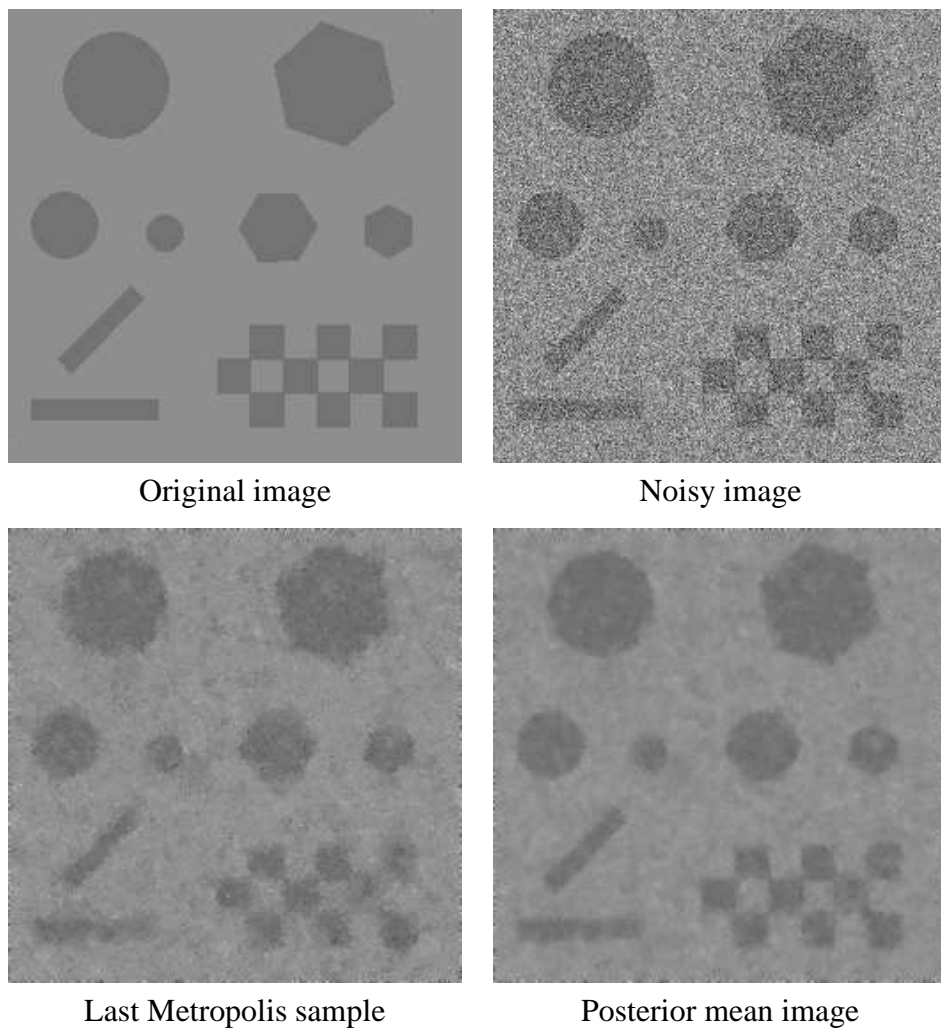 Original image
Noisy image
Last Metropolis sample
Posterior mean image